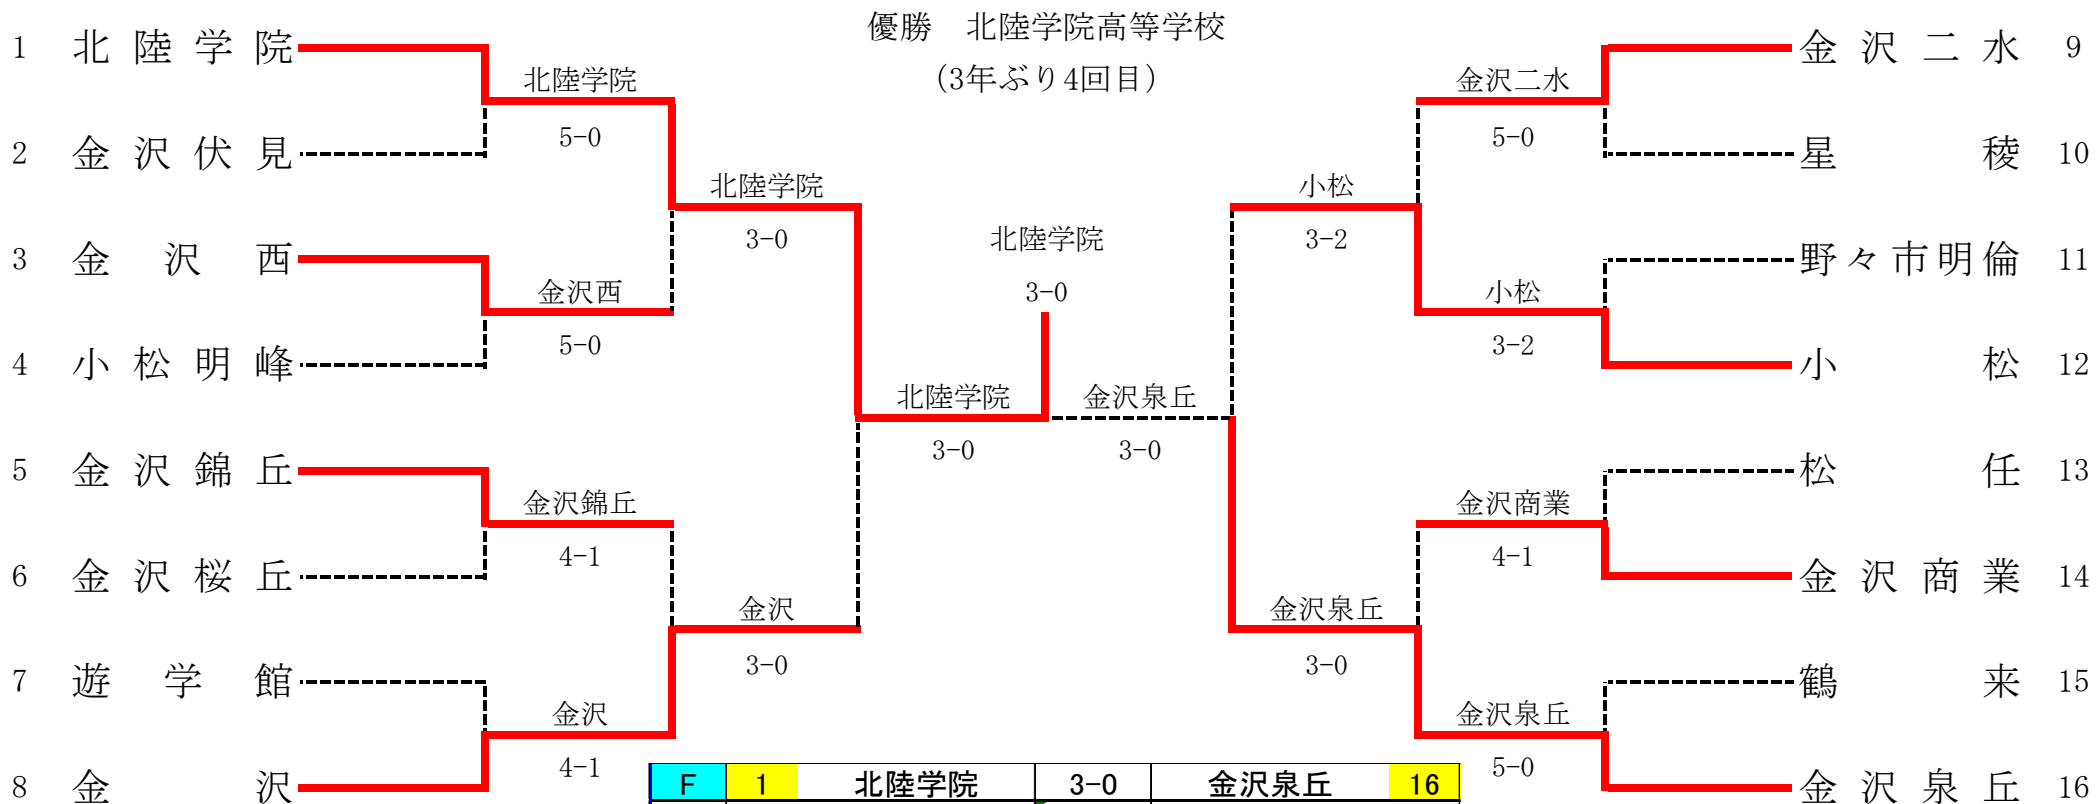 優勝　北陸学院高等学校
(3年ぶり4回目)
1 北陸学院
北陸学院
5-0
2 金沢伏見
北陸学院
3-0
3 金沢西
金沢西
5-0
4 小松明峰
北陸学院
3-0
5 金沢錦丘
金沢錦丘
4-1
6 金沢桜丘
金沢
3-0
7 遊学館
金沢
4-1
8 金沢
北陸学院
3-0
金沢二水 9
金沢二水
5-0
星稜 10
小松
3-2
野々市明倫 11
小松
3-2
小松 12
金沢泉丘
3-0
松任 13
金沢商業
4-1
金沢商業 14
金沢泉丘
3-0
鶴来 15
金沢泉丘
5-0
金沢泉丘 16
F 1 北陸学院 3-0 金沢泉丘 16